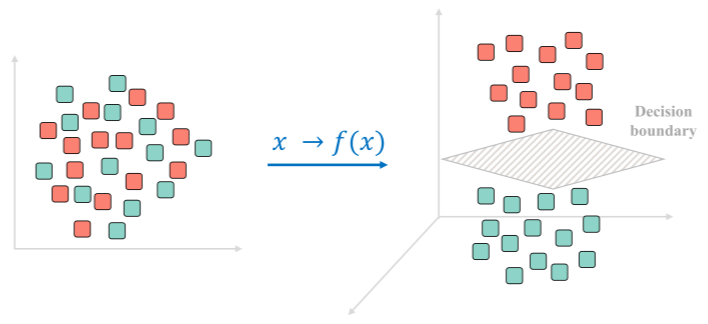 x → f(x)
Decision
boundary